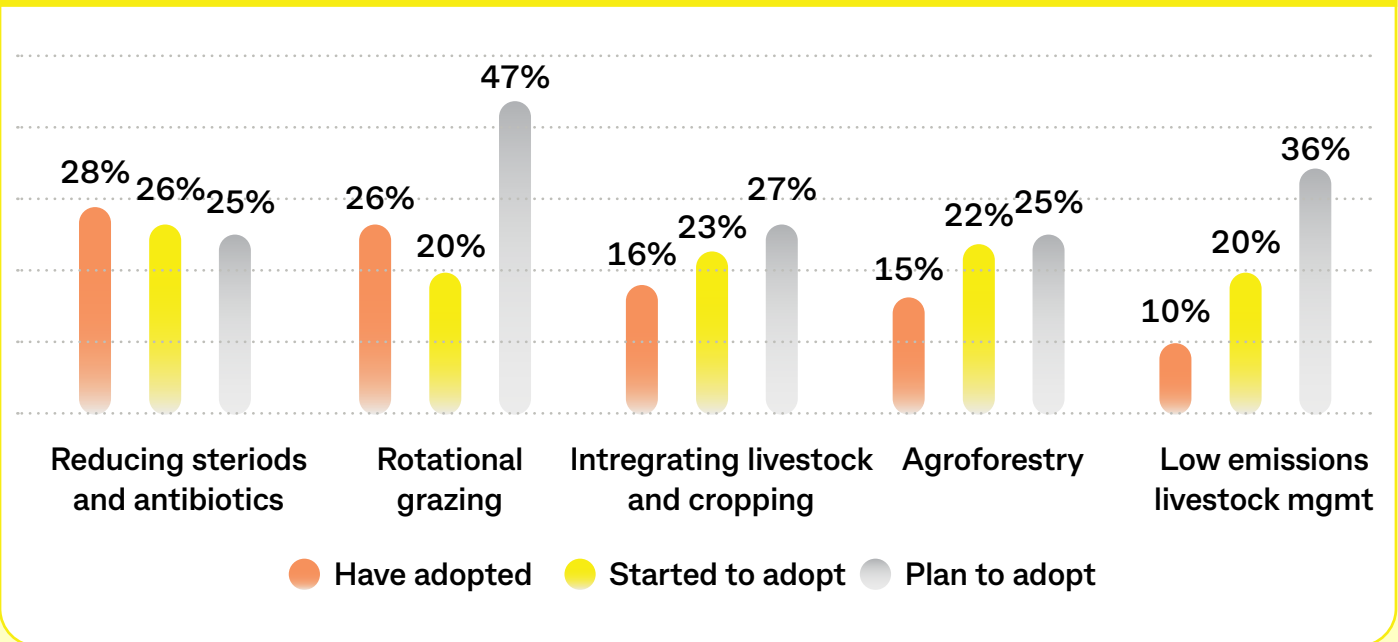 47%
28% 26% 25% 26% 20% 16% 23% 27% 15% 22% 25% 10% 20% 36%
Reducing steriods
and antibiotics
Rotational
grazing
Intregrating livestock
and cropping
Agroforestry
Low emissions
livestock mgmt
Have adopted Started to adopt Plan to adopt